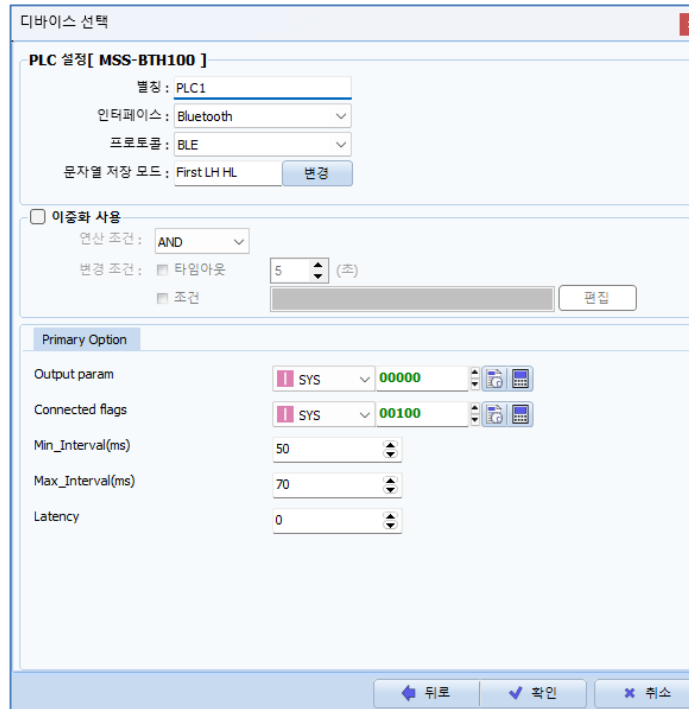 디바이스 선택
PLC 설정[ MSS-BTH100 ]
별칭 : PLC1
인터페이스 : Bluetooth
프로토콜 : BLE
문자열 저장 모드 : First LH HL 변경
이중화 사용
연산 조건 : AND
변경 조건 : 타임아웃 5 (초)
조건 편집
Primary Option
Output param I SYS 00000
Connected flags I SYS 00100
Min_Interval(ms) 50
Max_Interval(ms) 70
Latency 0
뒤로 확인 취소